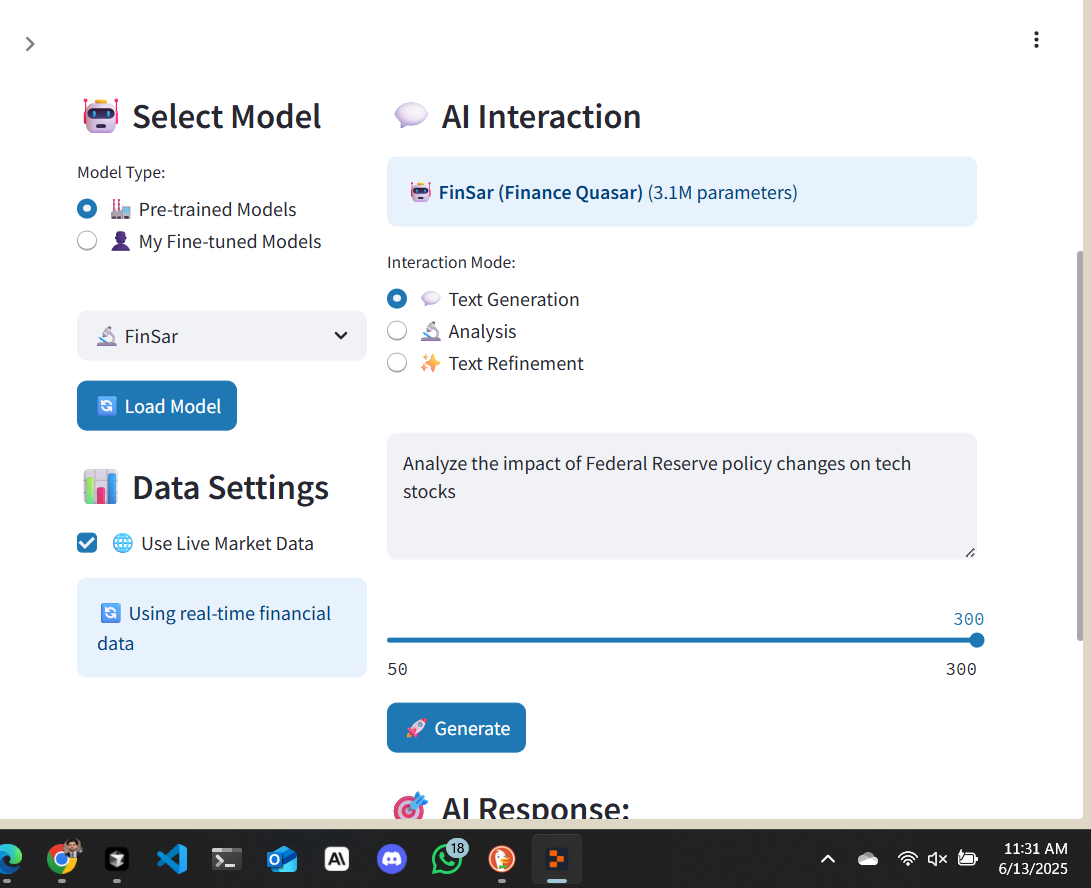 Select Model
Model Type:
Pre-trained Models
My Fine-tuned Models
FinSar
Load Model
Data Settings
Use Live Market Data
Using real-time financial
data
AI Interaction
FinSar (Finance Quasar) (3.1M parameters)
Interaction Mode:
Text Generation
Analysis
Text Refinement
Analyze the impact of Federal Reserve policy changes on tech
stocks
300
50
300
Generate
AI Response:
18
11:31 AM
6/13/2025